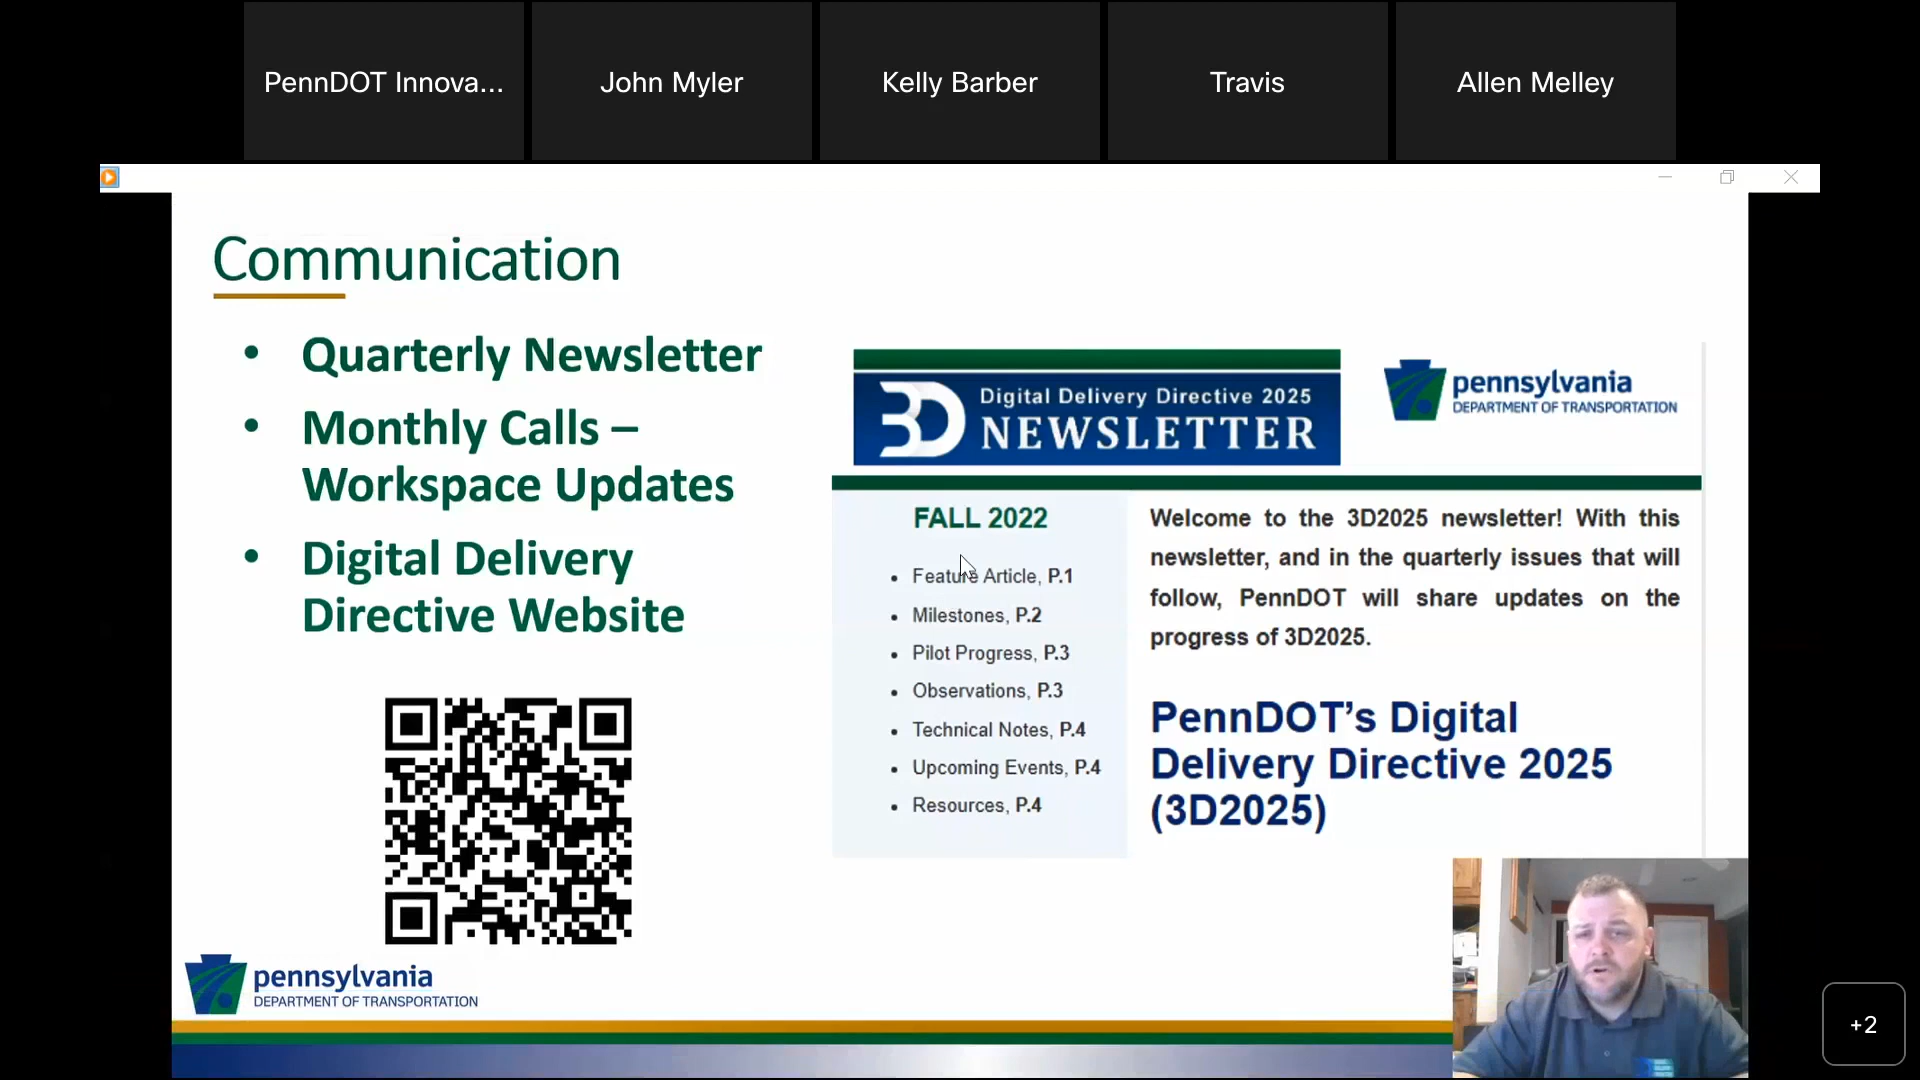 PennDOT Innova...
John Myler
Kelly Barber
Travis
Allen Melley
Communication
• Quarterly Newsletter
• Monthly Calls –
Workspace Updates
• Digital Delivery
Directive Website
pennsylvania
DEPARTMENT OF TRANSPORTATION
3D
Digital Delivery Directive 2025
NEWSLETTER
pennsylvania
DEPARTMENT OF TRANSPORTATION
FALL 2022
• Feature Article, P.1
• Milestones, P.2
• Pilot Progress, P.3
• Observations, P.3
• Technical Notes, P.4
• Upcoming Events, P.4
• Resources, P.4
Welcome to the 3D2025 newsletter! With this
newsletter, and in the quarterly issues that will
follow, PennDOT will share updates on the
progress of 3D2025.
PennDOT’s Digital
Delivery Directive 2025
(3D2025)
+2